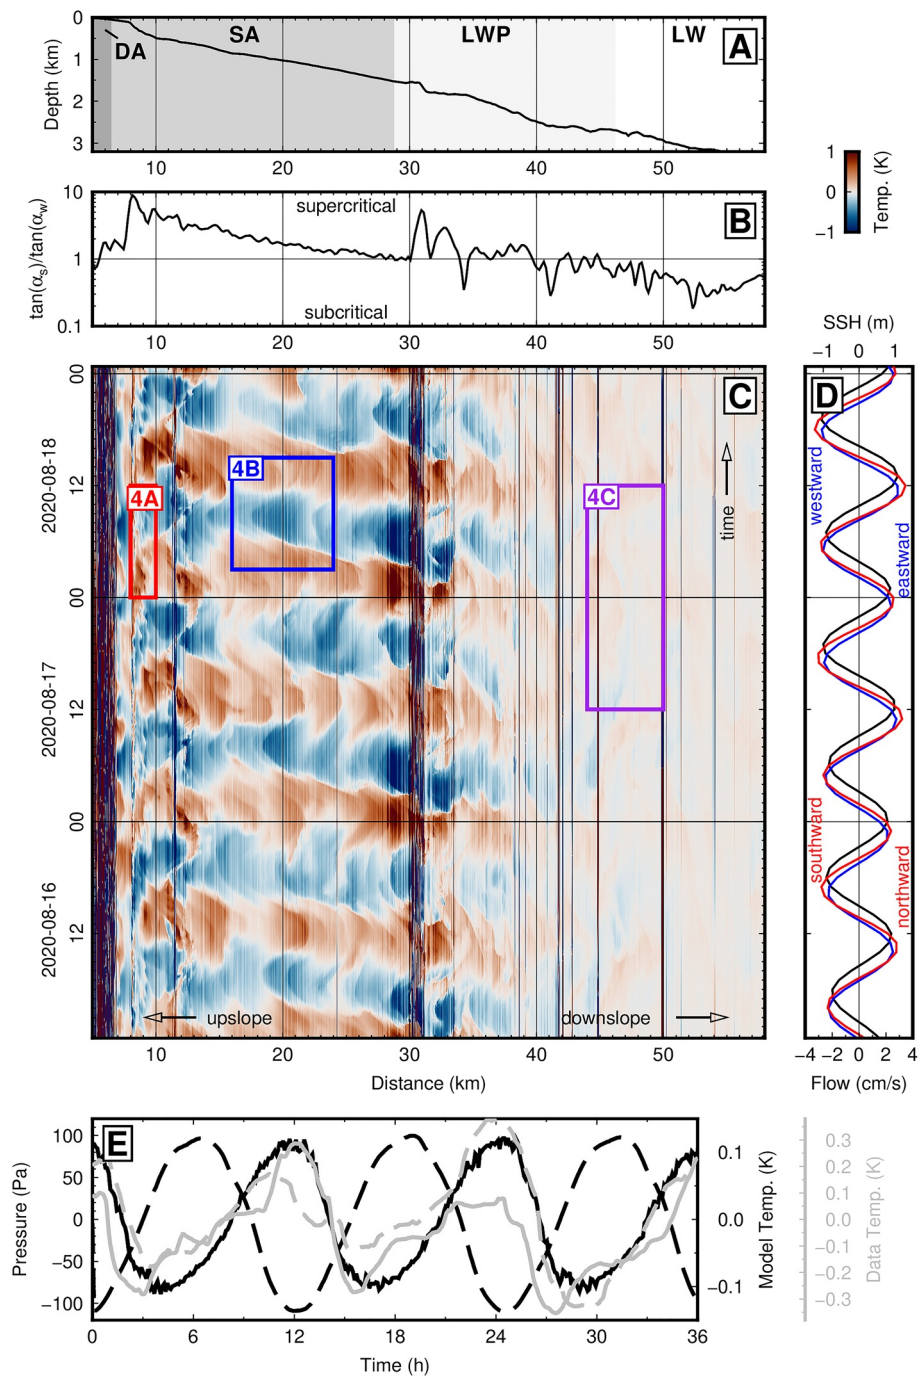 0
1
2
3
Depth (km)
DA
SA
LWP
LW
A
10
20
30
40
50
10
1
0.1
tan(αs)/tan(αw)
supercritical
subcritical
B
10
20
30
40
50
1
0
−1
Temp. (K)
SSH (m)
−1
0
1
00
12
00
12
00
12
2020-08-18
2020-08-17
2020-08-16
C
4A
4B
4C
time
upslope
downslope
10
20
30
40
50
Distance (km)
D
westward
eastward
southward
northward
−4
−2
0
2
4
Flow (cm/s)
E
100
50
0
−50
−100
Pressure (Pa)
0
6
12
18
24
30
36
Time (h)
0.1
0.0
−0.1
Model Temp. (K)
0.3
0.2
0.1
0.0
−0.1
−0.2
−0.3
Data Temp. (K)